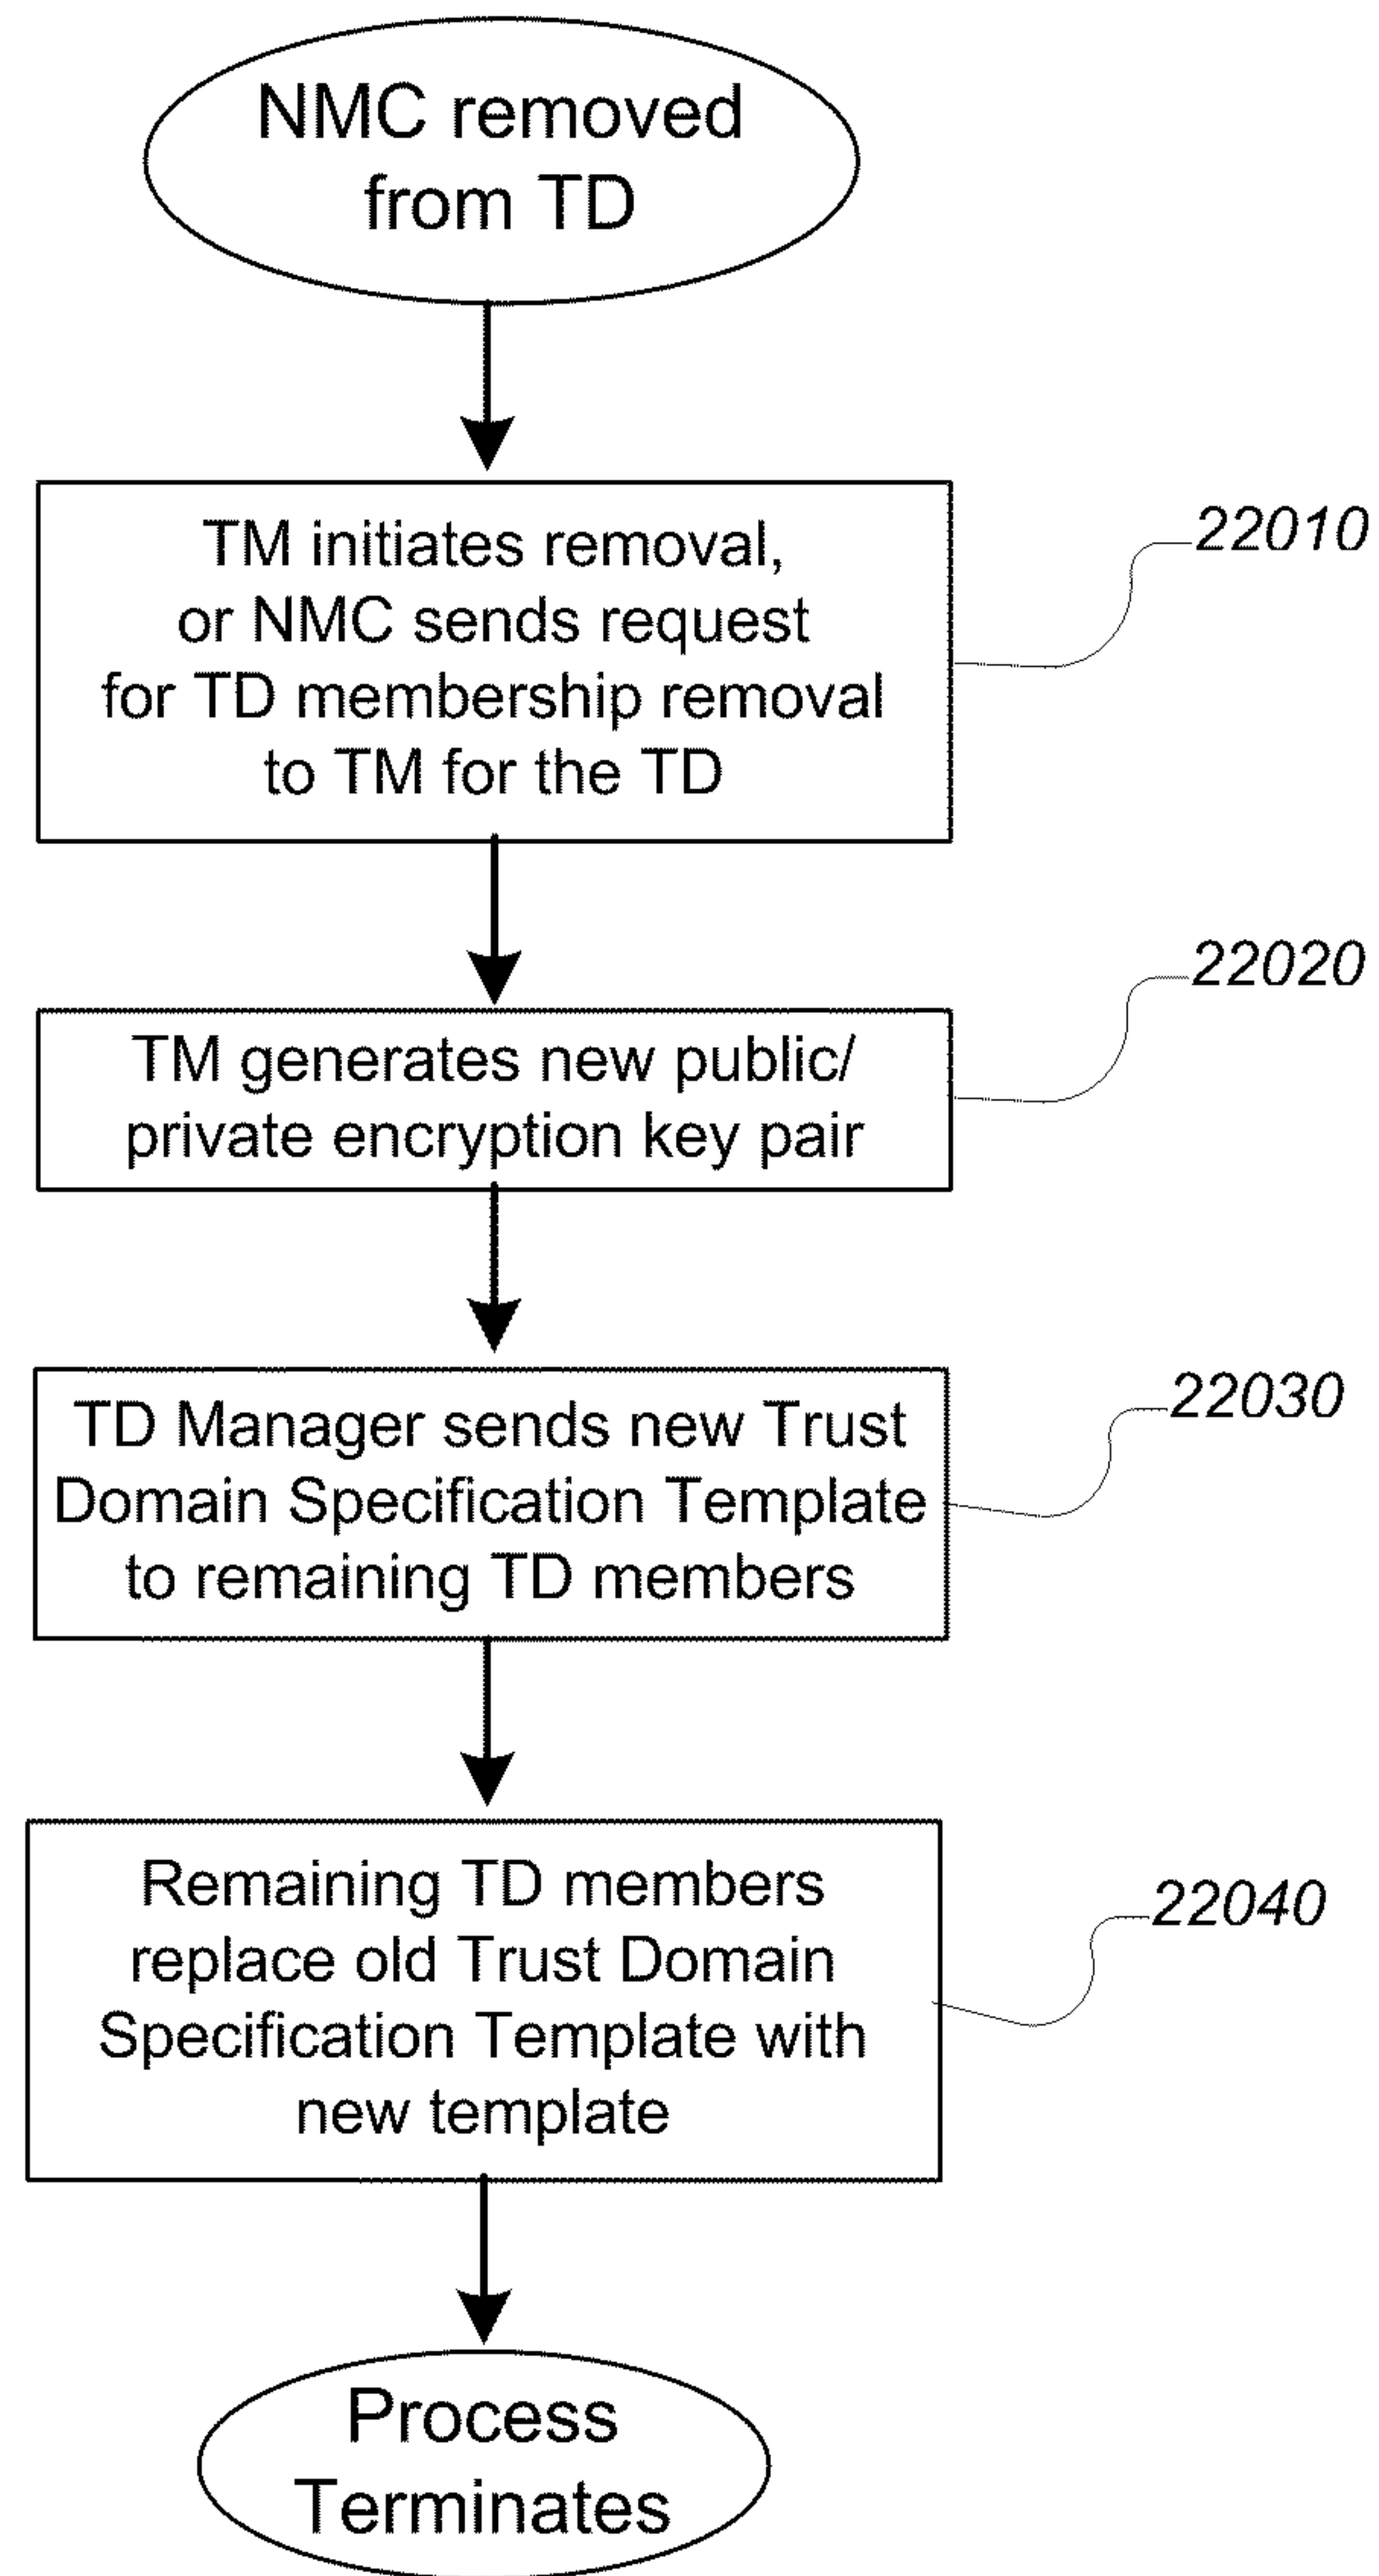 NMC removed
from TD
TM initiates removal,
or NMC sends request
for TD membership removal
to TM for the TD
22010
TM generates new public/
private encryption key pair
22020
TD Manager sends new Trust
Domain Specification Template
to remaining TD members
22030
Remaining TD members
replace old Trust Domain
Specification Template with
new template
22040
Process
Terminates